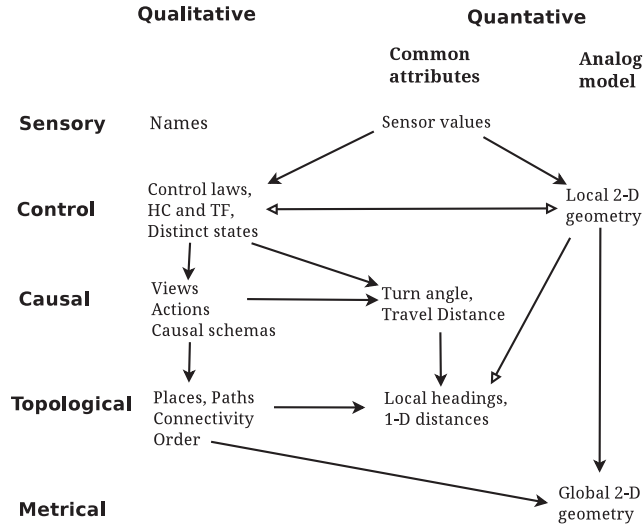 Qualitative
Quantative
Common
attributes
Analog
model
Sensory
Names
Sensor values
Control
Control laws,
HC and TF,
Distinct states
Local 2-D
geometry
Causal
Views
Actions
Causal schemas
Turn angle,
Travel Distance
Topological
Places, Paths
Connectivity
Order
Local headings,
1-D distances
Metrical
Global 2-D
geometry